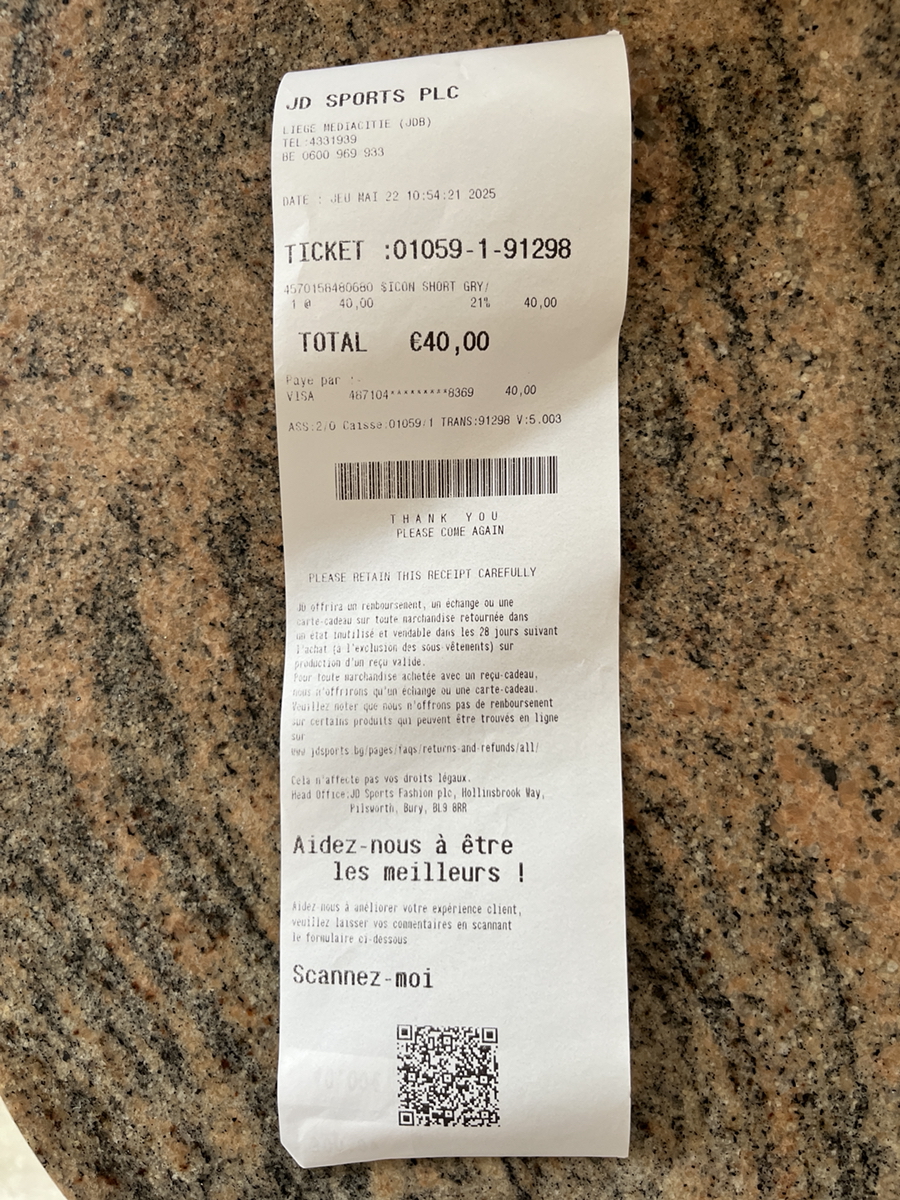 JD SPORTS PLC
LIEGE MEDIACITIE (JDB)
TEL:4331939
BE 0600 969 933
DATE : JEU MAI 22 10:54:21 2025
TICKET :01059-1-91298
4570158480680 SICON SHORT GRY/
1 @ 40,00 21% 40,00
TOTAL €40,00
Paye par :-
VISA 487104*********8369 40,00
ASS:2/0 Caisse:01059/1 TRANS:91298 V:5.003
THANK YOU
PLEASE COME AGAIN
PLEASE RETAIN THIS RECEIPT CAREFULLY
JD offrira un remboursement, un échange ou une
carte-cadeau sur toute marchandise retournée dans
un état inutilisé et vendable dans les 28 jours suivant
l'achat (à l'exclusion des sous-vêtements) sur
production d'un reçu valide.
Pour toute marchandise achetée avec un reçu-cadeau,
nous n'offrirons qu'un échange ou une carte-cadeau.
Veuillez noter que nous n'offrons pas de remboursement
sur certains produits qui peuvent être trouvés en ligne
sur
www.jdsports.bg/pages/faqs/returns-and-refunds/all/
Cela n'affecte pas vos droits légaux.
Head Office:JD Sports Fashion plc, Hollinsbrook Way,
Pilsworth, Bury, BL9 8RR
Aidez-nous à être
les meilleurs !
Aidez-nous à améliorer votre expérience client,
veuillez laisser vos commentaires en scannant
le formulaire ci-dessous
Scannez-moi